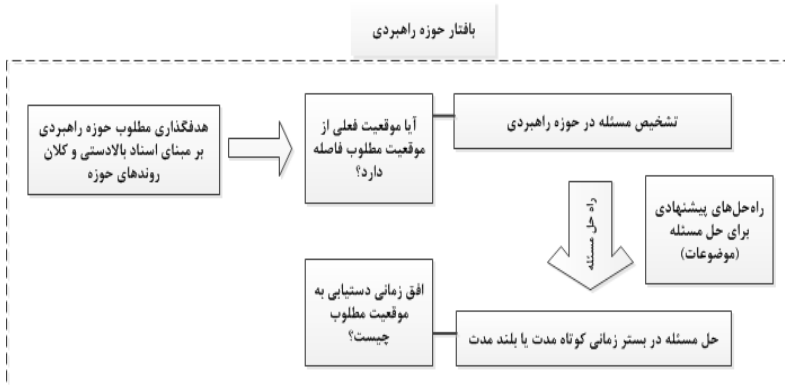 بافتار حوزه راهبردی
هدفگذاری مطلوب حوزه راهبردی
بر مبنای اسناد بالادستی و کلان
روندهای حوزه
آیا موقعیت فعلی از
موقعیت مطلوب فاصله
دارد؟
تشخیص مسئله در حوزه راهبردی
راه حل مسئله
راه‌حل‌های پیشنهادی
برای حل مسئله
(موضوعات)
افق زمانی دستیابی به
موقعیت مطلوب
چیست؟
حل مسئله در بستر زمانی کوتاه مدت یا بلند مدت